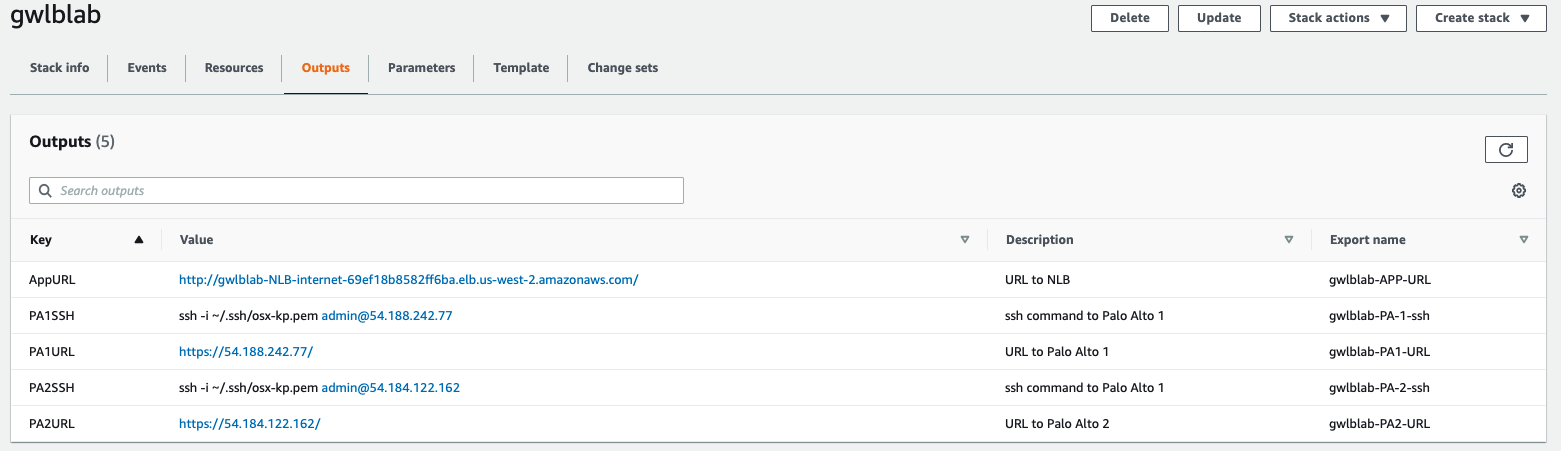 gwlblab
Delete Update Stack actions Create stack
Stack info Events Resources Outputs Parameters Template Change sets
Outputs (5)
Search outputs
Key Value Description Export name
AppURL http://gwlblab-NLB-internet-69ef18b8582ff6ba.elb.us-west-2.amazonaws.com/ URL to NLB gwlblab-APP-URL
PA1SSH ssh -i ~/.ssh/osx-kp.pem admin@54.188.242.77 ssh command to Palo Alto 1 gwlblab-PA-1-ssh
PA1URL https://54.188.242.77/ URL to Palo Alto 1 gwlblab-PA1-URL
PA2SSH ssh -i ~/.ssh/osx-kp.pem admin@54.184.122.162 ssh command to Palo Alto 1 gwlblab-PA-2-ssh
PA2URL https://54.184.122.162/ URL to Palo Alto 2 gwlblab-PA2-URL